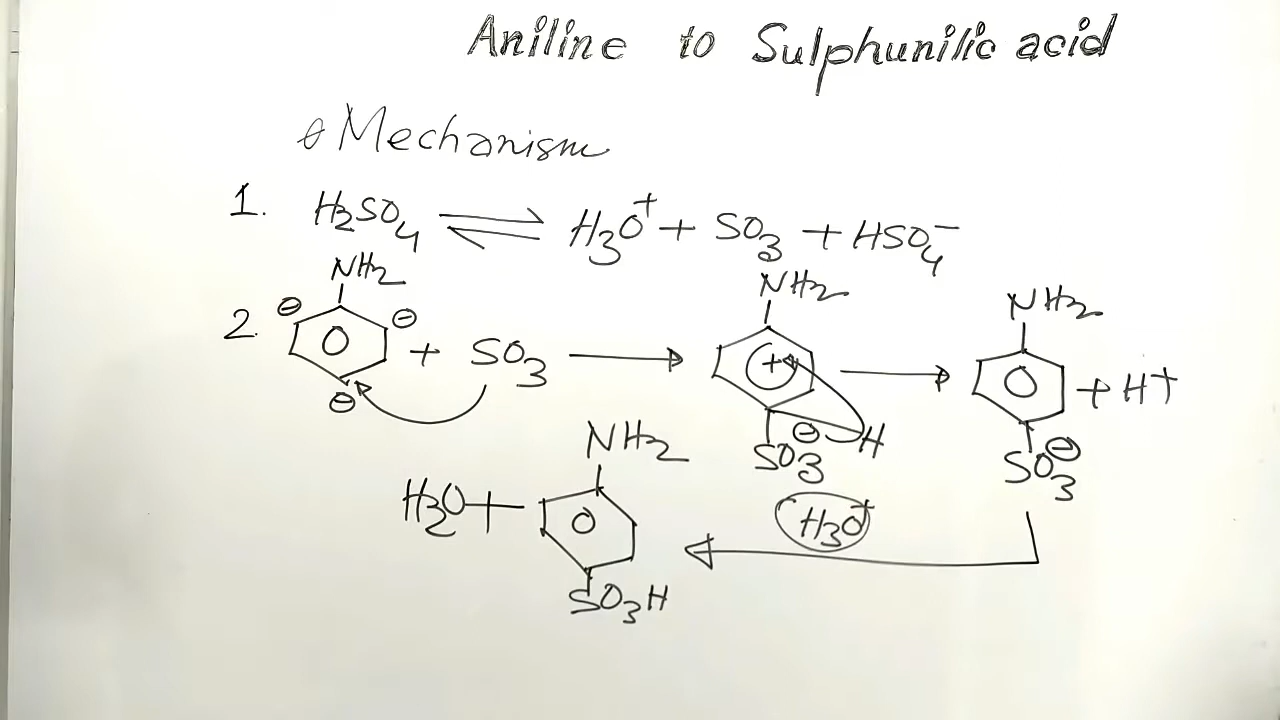 Aniline to Sulphunilic acid
Mechanism
1. H₂SO₄ ⇌ H₃O⁺ + SO₃ + HSO₄⁻
NH₂ NH₂ NH₂
2. ⊖ ⊖ ⊖ + SO₃ → + ⊖ H SO₃ → ⊖ SO₃ + H⁺
NH₂
H₂O + H₃O⁺
SO₃H